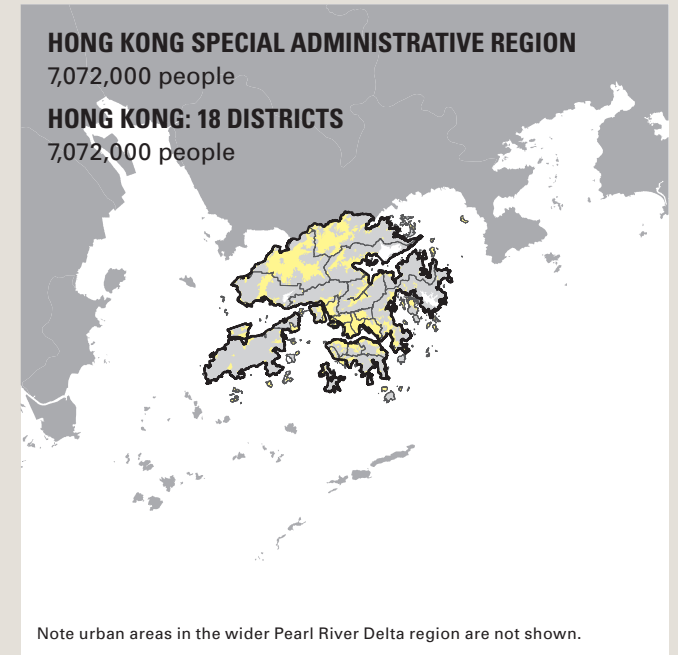 HONG KONG SPECIAL ADMINISTRATIVE REGION
7,072,000 people
HONG KONG: 18 DISTRICTS
7,072,000 people
Note urban areas in the wider Pearl River Delta region are not shown.